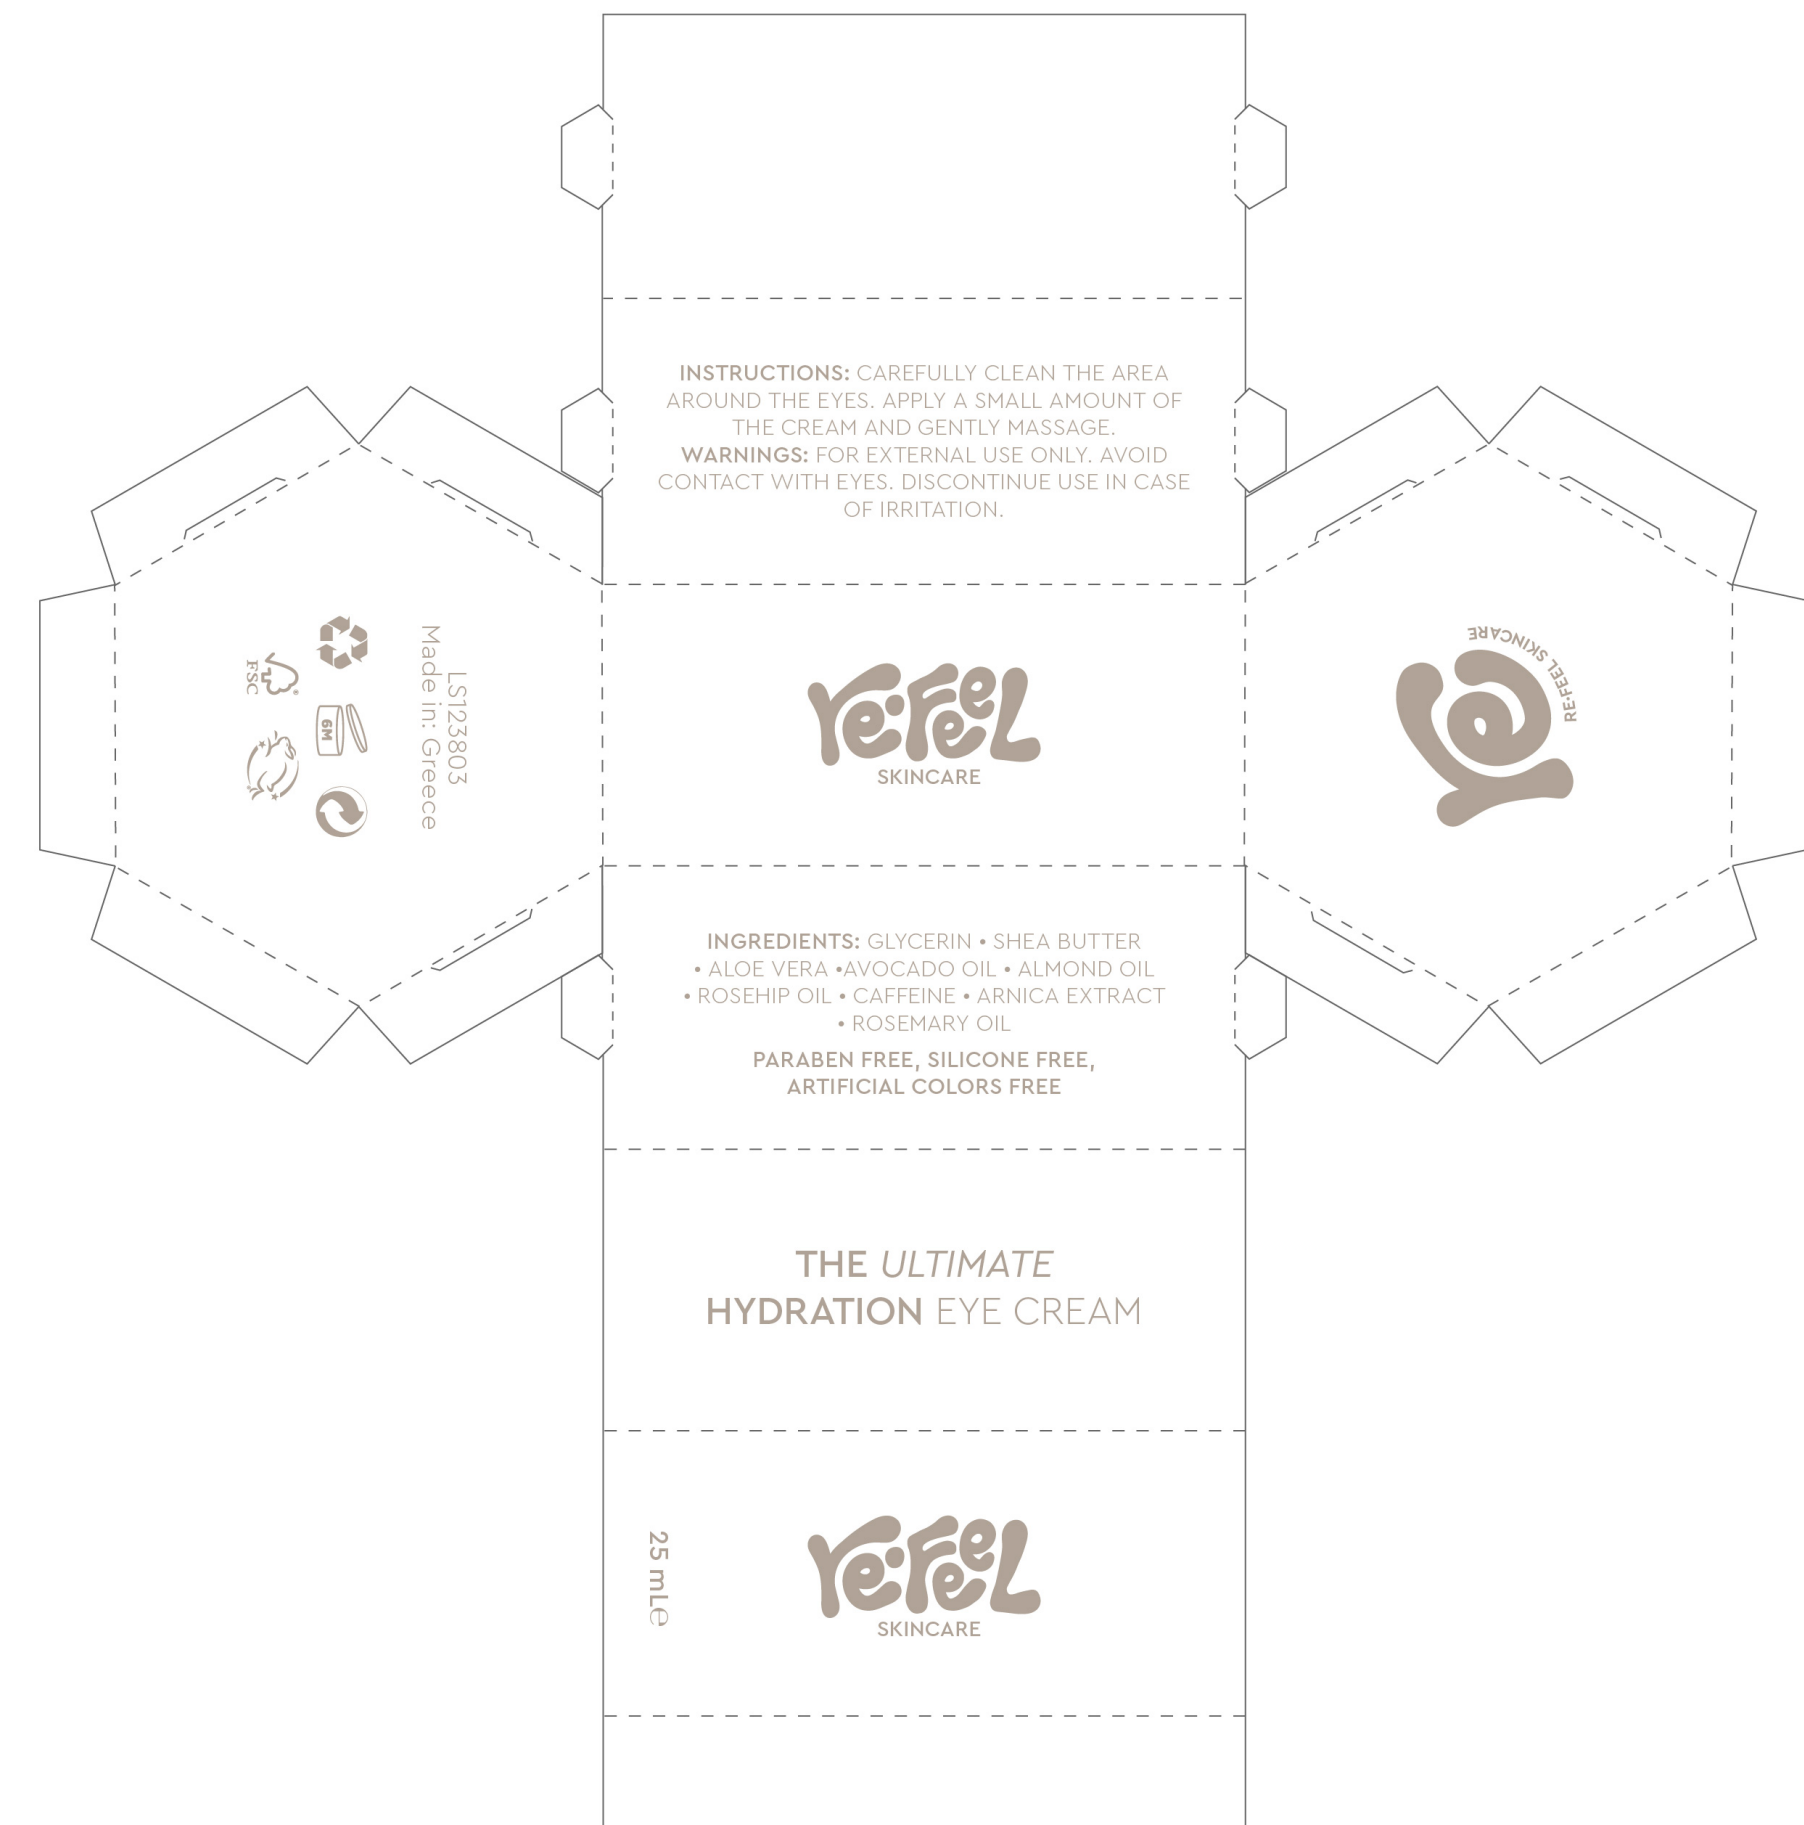 INSTRUCTIONS: CAREFULLY CLEAN THE AREA
AROUND THE EYES. APPLY A SMALL AMOUNT OF
THE CREAM AND GENTLY MASSAGE.
WARNINGS: FOR EXTERNAL USE ONLY. AVOID
CONTACT WITH EYES. DISCONTINUE USE IN CASE
OF IRRITATION.
LS123803
Made in: Greece
6M
FSC®
re:Feel
SKINCARE
RE•FEEL SKINCARE
re
INGREDIENTS: GLYCERIN • SHEA BUTTER
• ALOE VERA •AVOCADO OIL • ALMOND OIL
• ROSEHIP OIL • CAFFEINE • ARNICA EXTRACT
• ROSEMARY OIL
PARABEN FREE, SILICONE FREE,
ARTIFICIAL COLORS FREE
THE ULTIMATE
HYDRATION EYE CREAM
25 mL℮
re:Feel
SKINCARE